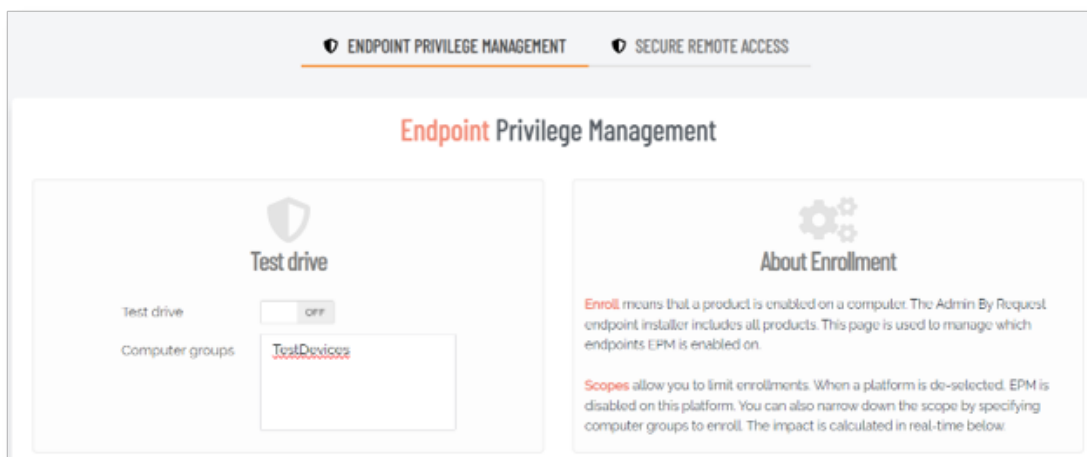 ENDPOINT PRIVILEGE MANAGEMENT SECURE REMOTE ACCESS
Endpoint Privilege Management
Test drive
Test drive OFF
Computer groups TestDevices
About Enrollment
Enroll means that a product is enabled on a computer. The Admin By Request
endpoint installer includes all products. This page is used to manage which
endpoints EPM is enabled on.
Scopes allow you to limit enrollments. When a platform is de-selected. EPM is
disabled on this platform. You can also narrow down the scope by specifying
computer groups to enroll. The impact is calculated in real-time below.